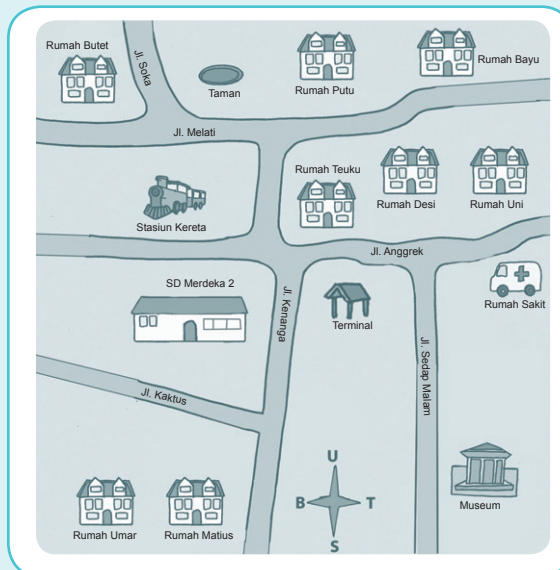 Rumah Butet
Jl. Soka
Taman
Rumah Putu
Rumah Bayu
Jl. Melati
Stasiun Kereta
Rumah Teuku
Rumah Desi
Rumah Uni
Jl. Anggrek
SD Merdeka 2
Jl. Kenanga
Terminal
Rumah Sakit
Jl. Sedap Malam
Jl. Kaktus
U
B
T
S
Rumah Umar
Rumah Matius
Museum